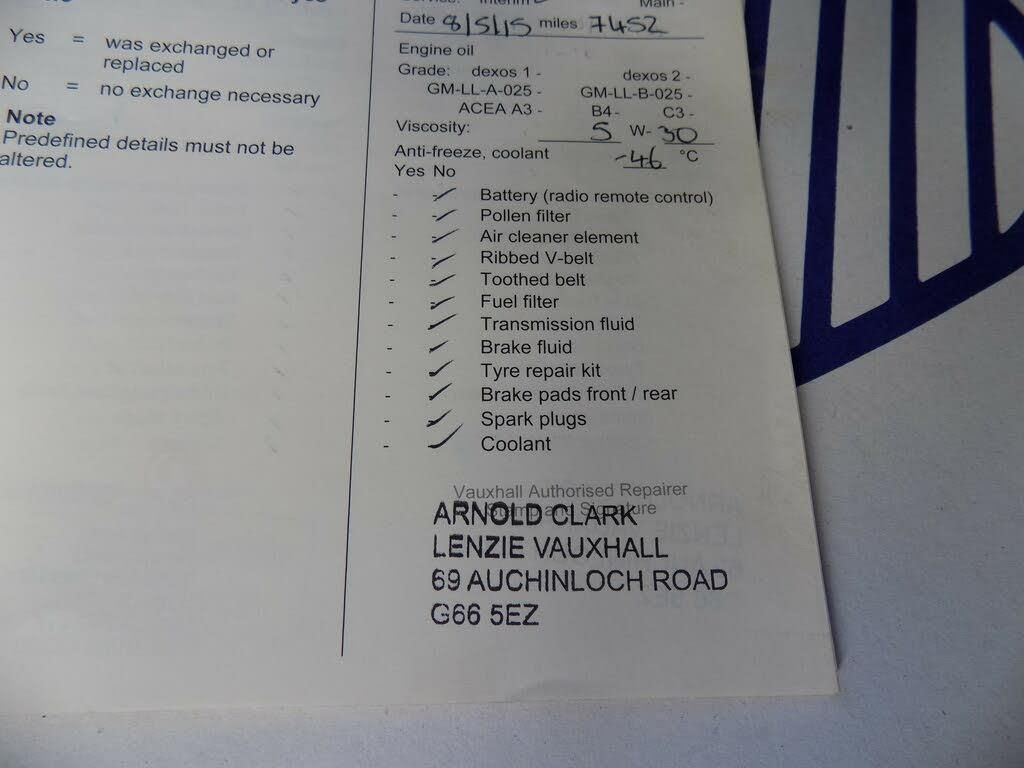 Yes = was exchanged or
replaced
No = no exchange necessary
Note
Predefined details must not be
altered.
Service: Interim
Main -
Date 8/5/15 miles 7452
Engine oil
Grade: dexos 1 - dexos 2 -
GM-LL-A-025 - GM-LL-B-025 -
ACEA A3 - B4- C3 -
Viscosity: 5 W- 30
Anti-freeze, coolant -46 °C
Yes No
- ✓ Battery (radio remote control)
- ✓ Pollen filter
- ✓ Air cleaner element
- ✓ Ribbed V-belt
- ✓ Toothed belt
- ✓ Fuel filter
- ✓ Transmission fluid
- ✓ Brake fluid
- ✓ Tyre repair kit
- ✓ Brake pads front / rear
- ✓ Spark plugs
- ✓ Coolant
Vauxhall Authorised Repairer
Stamp and Signature
ARNOLD CLARK
LENZIE VAUXHALL
69 AUCHINLOCH ROAD
G66 5EZ